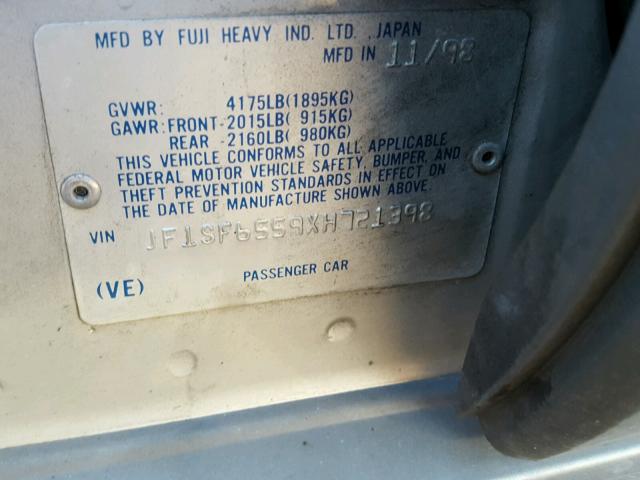 MFD BY FUJI HEAVY IND. LTD. ,JAPAN
MFD IN 11/98
GVWR: 4175LB(1895KG)
GAWR: FRONT-2015LB( 915KG)
REAR -2160LB( 980KG)
THIS VEHICLE CONFORMS TO ALL APPLICABLE
FEDERAL MOTOR VEHICLE SAFETY, BUMPER, AND
THEFT PREVENTION STANDARDS IN EFFECT ON
THE DATE OF MANUFACTURE SHOWN ABOVE.
VIN JF1SF6559XH721398
(VE) PASSENGER CAR